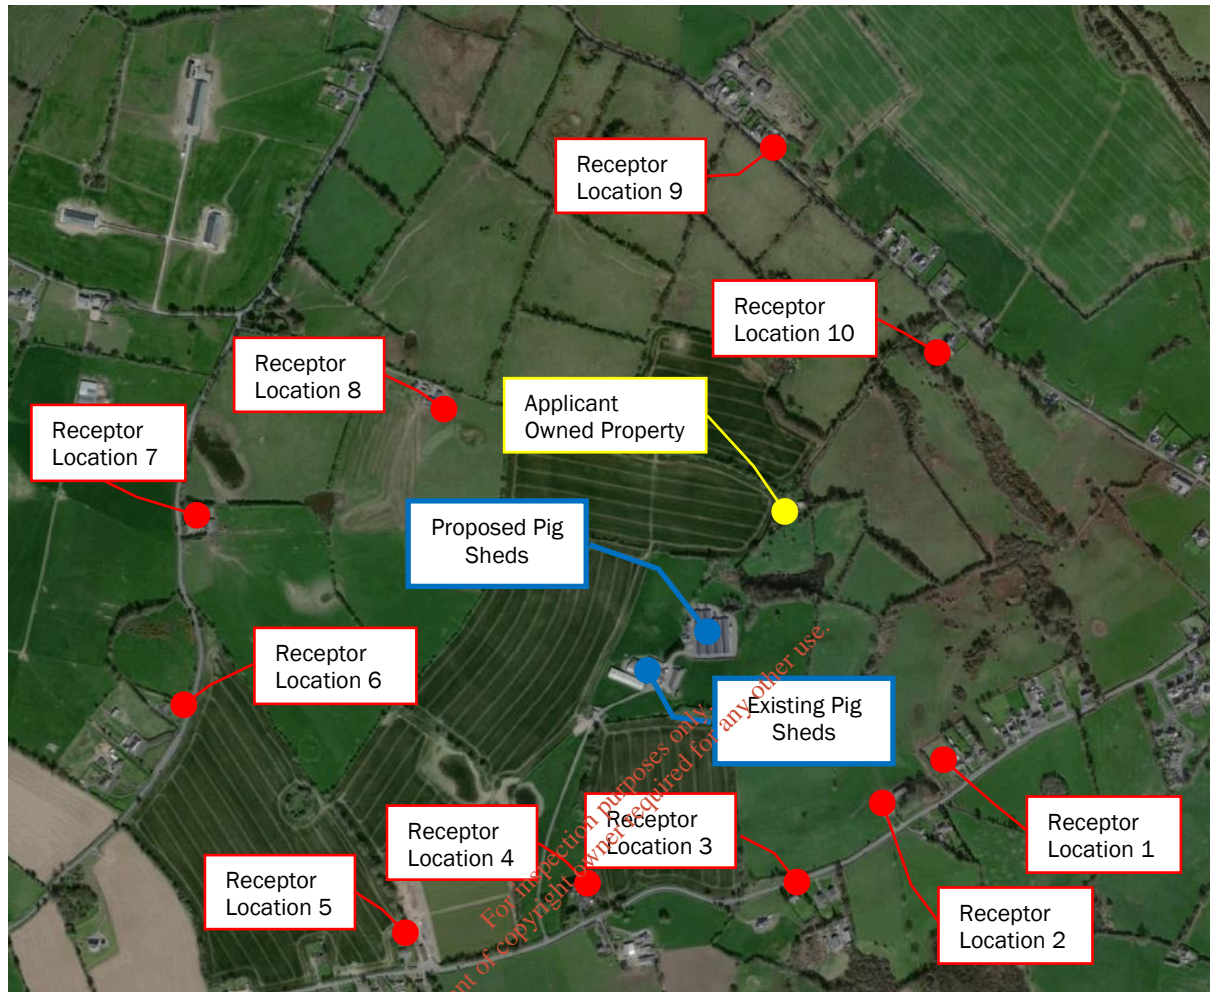 Receptor
Location 9
Receptor
Location 10
Receptor
Location 8
Applicant
Owned Property
Receptor
Location 7
Proposed Pig
Sheds
Receptor
Location 6
Existing Pig
Sheds
Receptor
Location 4
Receptor
Location 3
Receptor
Location 1
Receptor
Location 5
Receptor
Location 2
For inspection purposes only.
nt of copyright owner required for any other use.